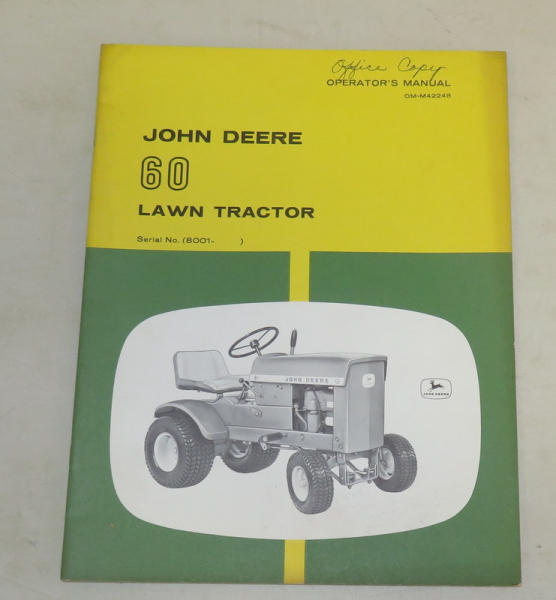 Office Copy
OPERATOR'S MANUAL
OM-M42248
JOHN DEERE
60
LAWN TRACTOR
Serial No. (8001-      )
JOHN DEERE
JOHN DEERE